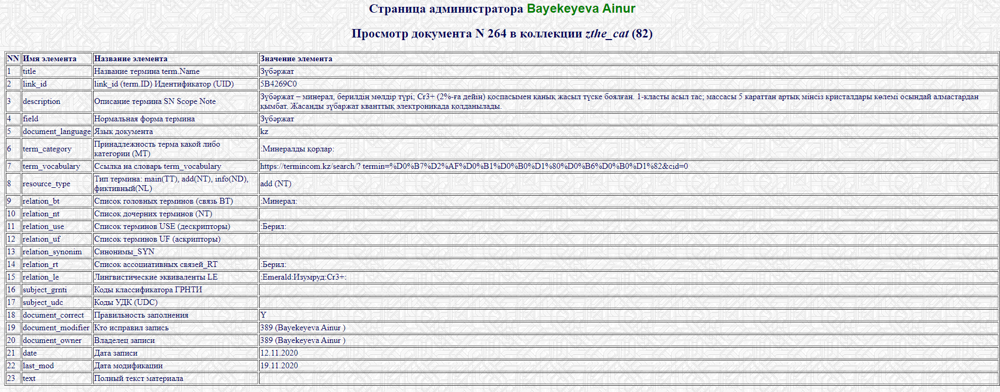 Страница администратора Bayekeyeva Ainur
Просмотр документа N 264 в коллекции zthe_cat (82)
NN Имя элемента Название элемента Значение элемента
1 title Название термина term.Name Зүбәржат
2 link_id link_id (term.ID) Идентификатор (UID) 5B4269C0
3 description Описание термина SN Scope Note Зүбәржат – минерал, берилдің мөлдір түрі; Cr3+ (2%-ға дейін) қоспасымен қанық жасыл түске боялған. 1-класты асыл тас; массасы 5 караттан артық мінсіз кристалдары көлемі осындай алмастардан
қымбат. Жасанды зүбаржат кванттық электроникада қолданылады.
4 field Нормальная форма термина Зүбәржат
5 document_language Язык документа kz
6 term_category Принадлежность терма какой либо
категории (МТ) :Минералды қорлар:
7 term_vocabulary Ссылка на словарь term_vocabulary https://termincom.kz/search/? termin=%D0%B7%D2%AF%D0%B1%D0%B0%D1%80%D0%B6%D0%B0%D1%82&cid=0
8 resource_type Тип термина: main(TT), add(NT), info(ND),
фиктивный(NL) add (NT)
9 relation_bt Список головных терминов (связь BT) :Минерал:
10 relation_nt Список дочерних терминов (NT)
11 relation_use Список терминов USE (дескрипторы) :Берил:
12 relation_uf Список терминов UF (аскрипторы)
13 relation_synonim Синонимы_SYN
14 relation_rt Список ассоциативных связей_RT :Берил:
15 relation_le Лингвистические эквиваленты LE :Emerald:Изумруд:Cr3+:
16 subject_grnti Коды классификатора ГРНТИ
17 subject_udc Коды УДК (UDC)
18 document_correct Правильность заполнения Y
19 document_modifier Кто исправил запись 389 (Bayekeyeva Ainur )
20 document_owner Владелец записи 389 (Bayekeyeva Ainur )
21 date Дата записи 12.11.2020
22 last_mod Дата модификации 19.11.2020
23 text Полный текст материала